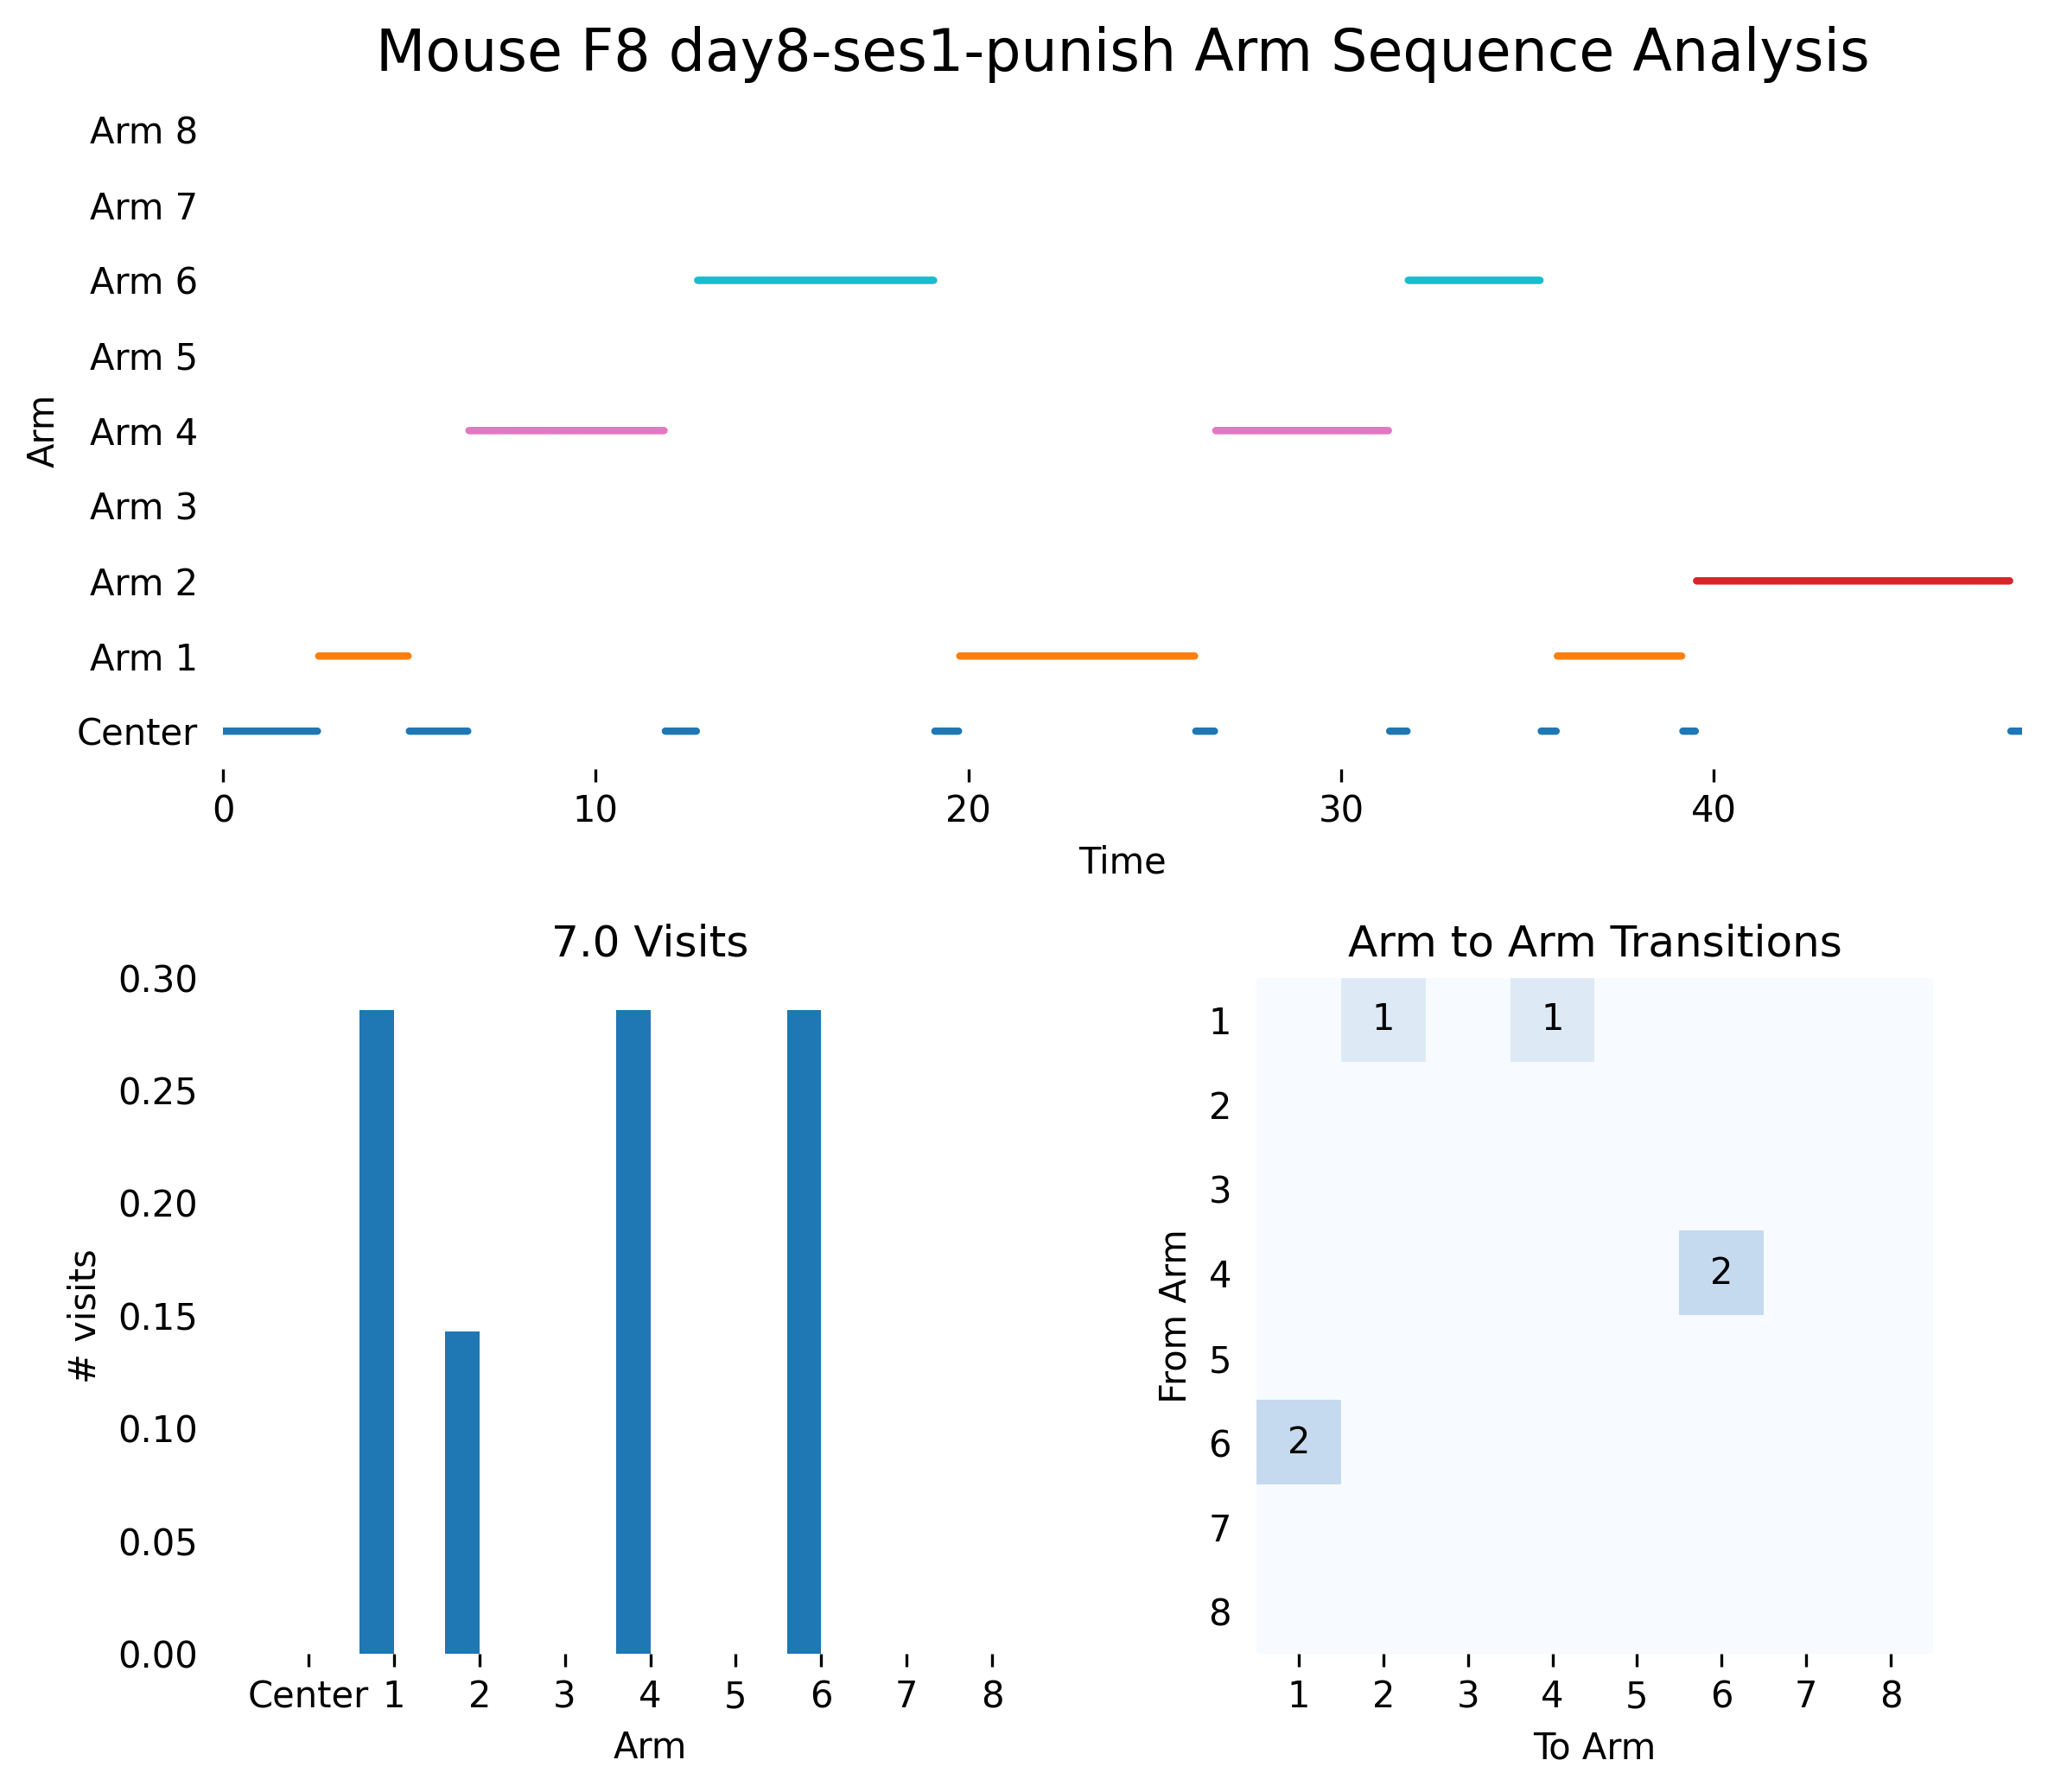 Mouse F8 day8-ses1-punish Arm Sequence Analysis
Arm 8
Arm 7
Arm 6
Arm 5
Arm 4
Arm 3
Arm 2
Arm 1
Center
Arm
0 10 20 30 40
Time
7.0 Visits
0.30
0.25
0.20
0.15
0.10
0.05
0.00
# visits
Center 1 2 3 4 5 6 7 8
Arm
Arm to Arm Transitions
1 1 1
2
3
4 2
5
6 2
7
8
From Arm
1 2 3 4 5 6 7 8
To Arm